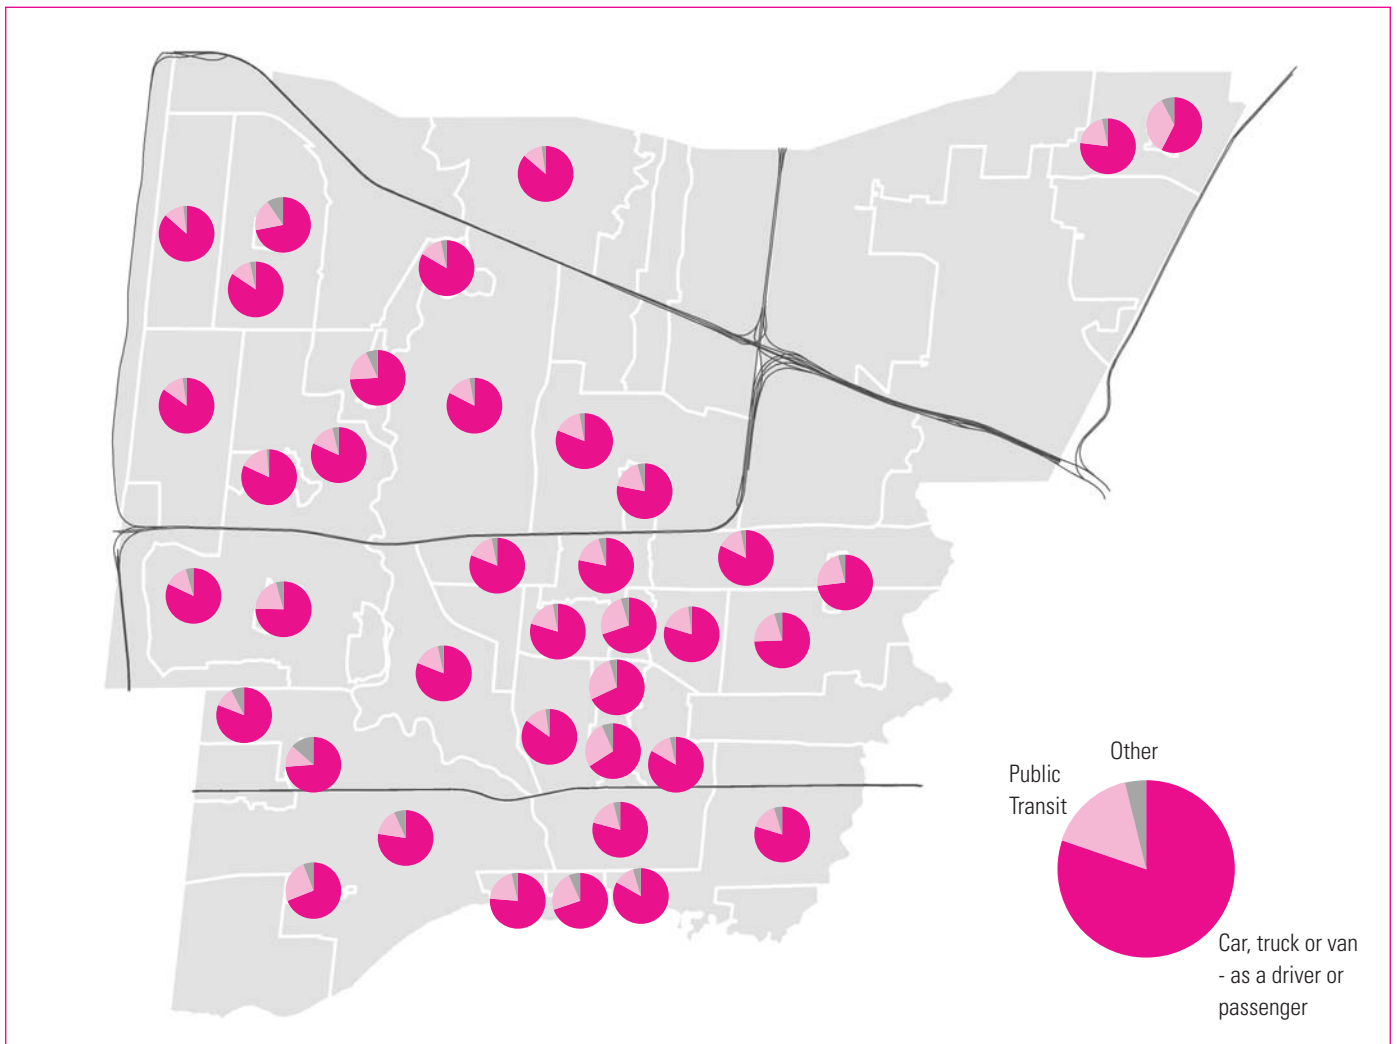 Other
Public
Transit
Car, truck or van
- as a driver or
passenger